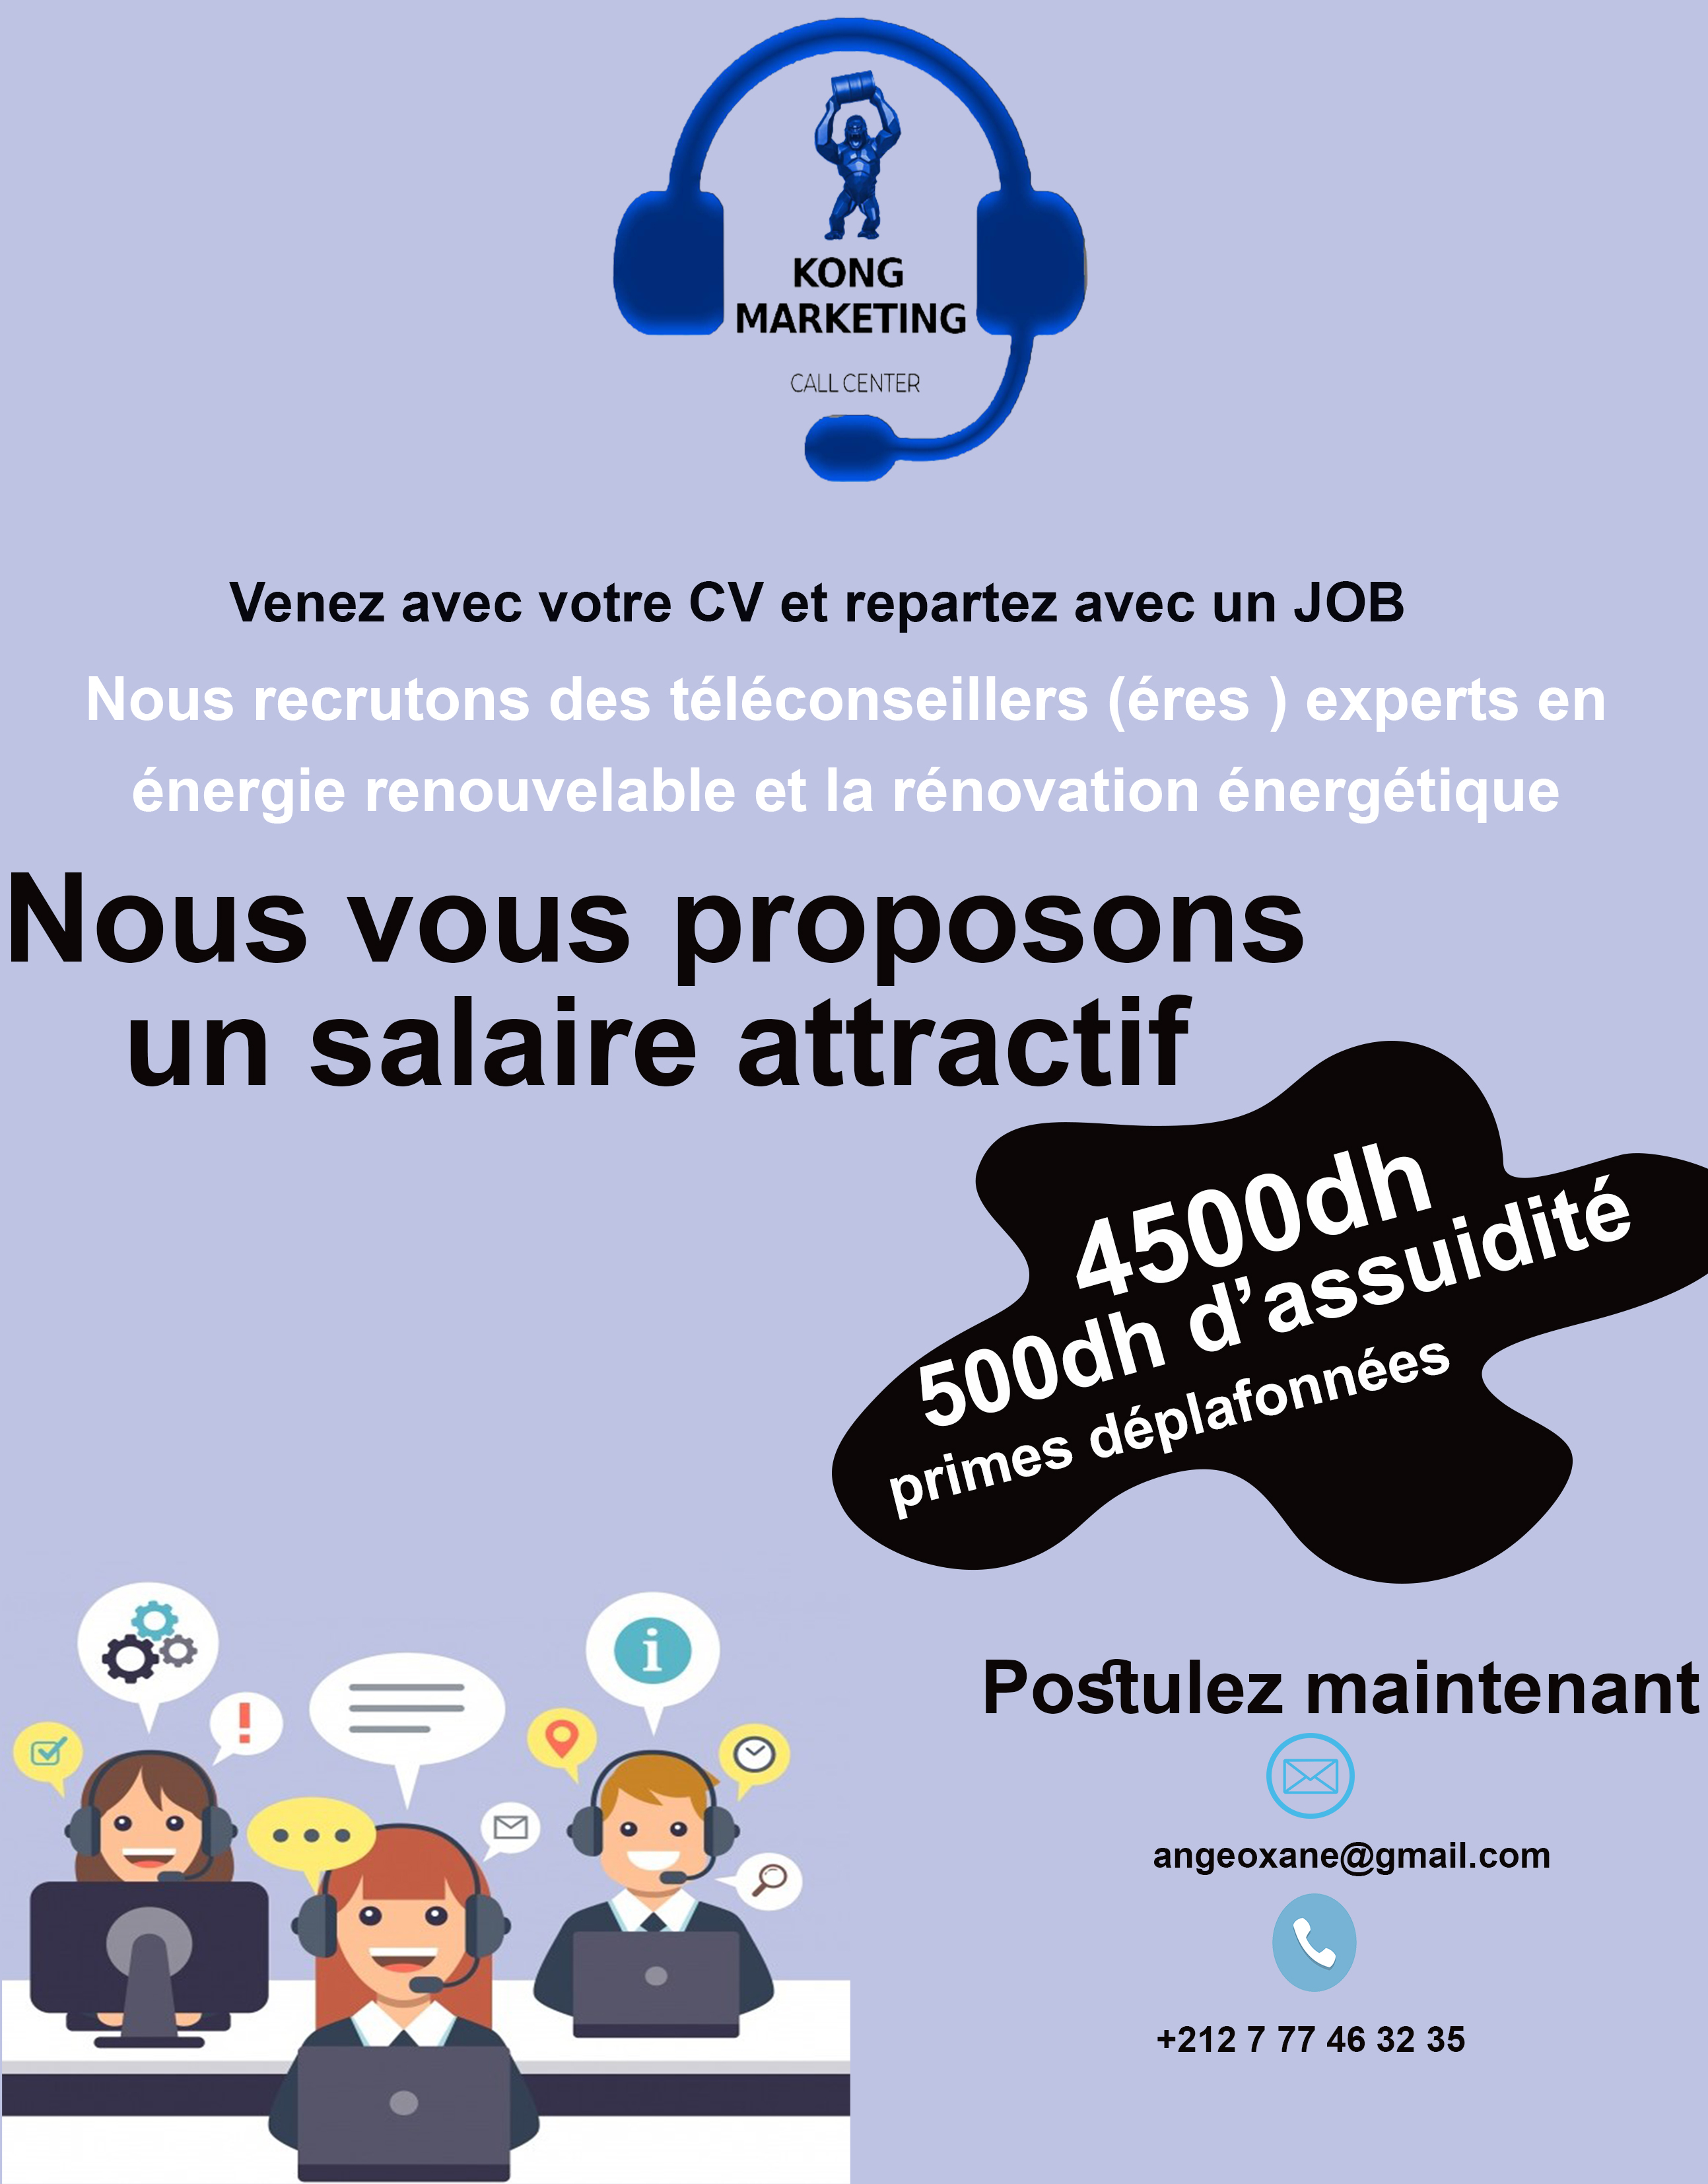 KONG
MARKETING
CALL CENTER
Venez avec votre CV et repartez avec un JOB
Nous recrutons des téléconseillers (éres ) experts en
énergie renouvelable et la rénovation énergétique
Nous vous proposons
un salaire attractif
4500dh
500dh d’assuidité
primes déplafonnées
Postulez maintenant
angeoxane@gmail.com
+212 7 77 46 32 35